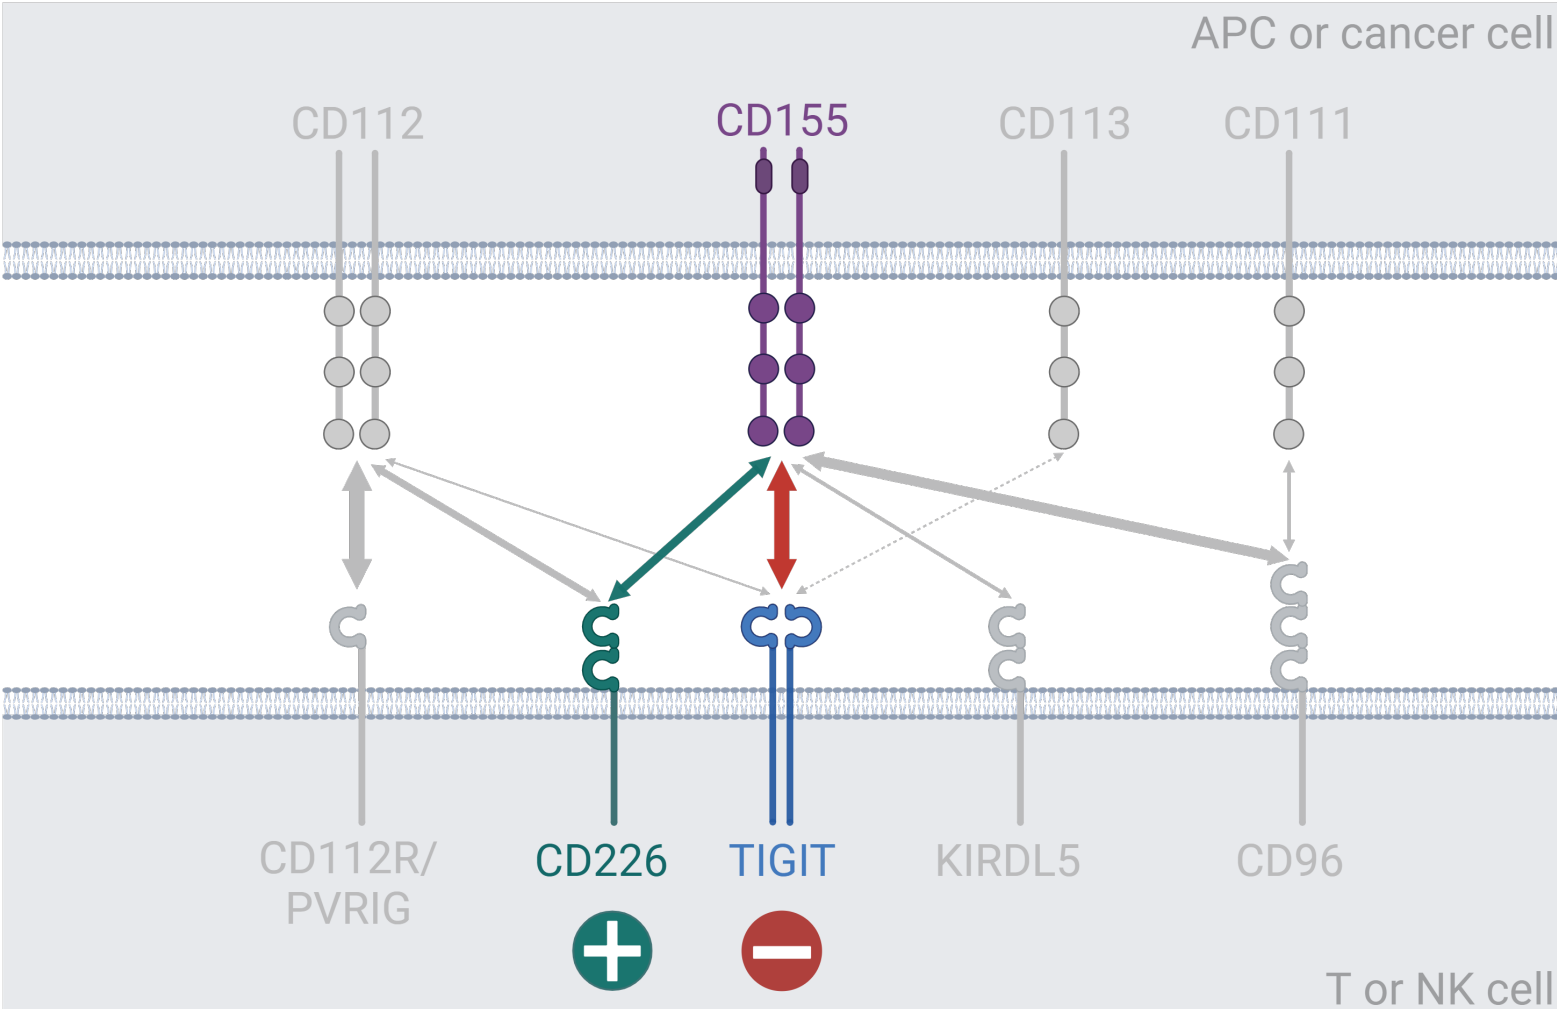 APC or cancer cell
CD112
CD155
CD113
CD111
CD112R/
PVRIG
CD226
TIGIT
KIRDL5
CD96
T or NK cell